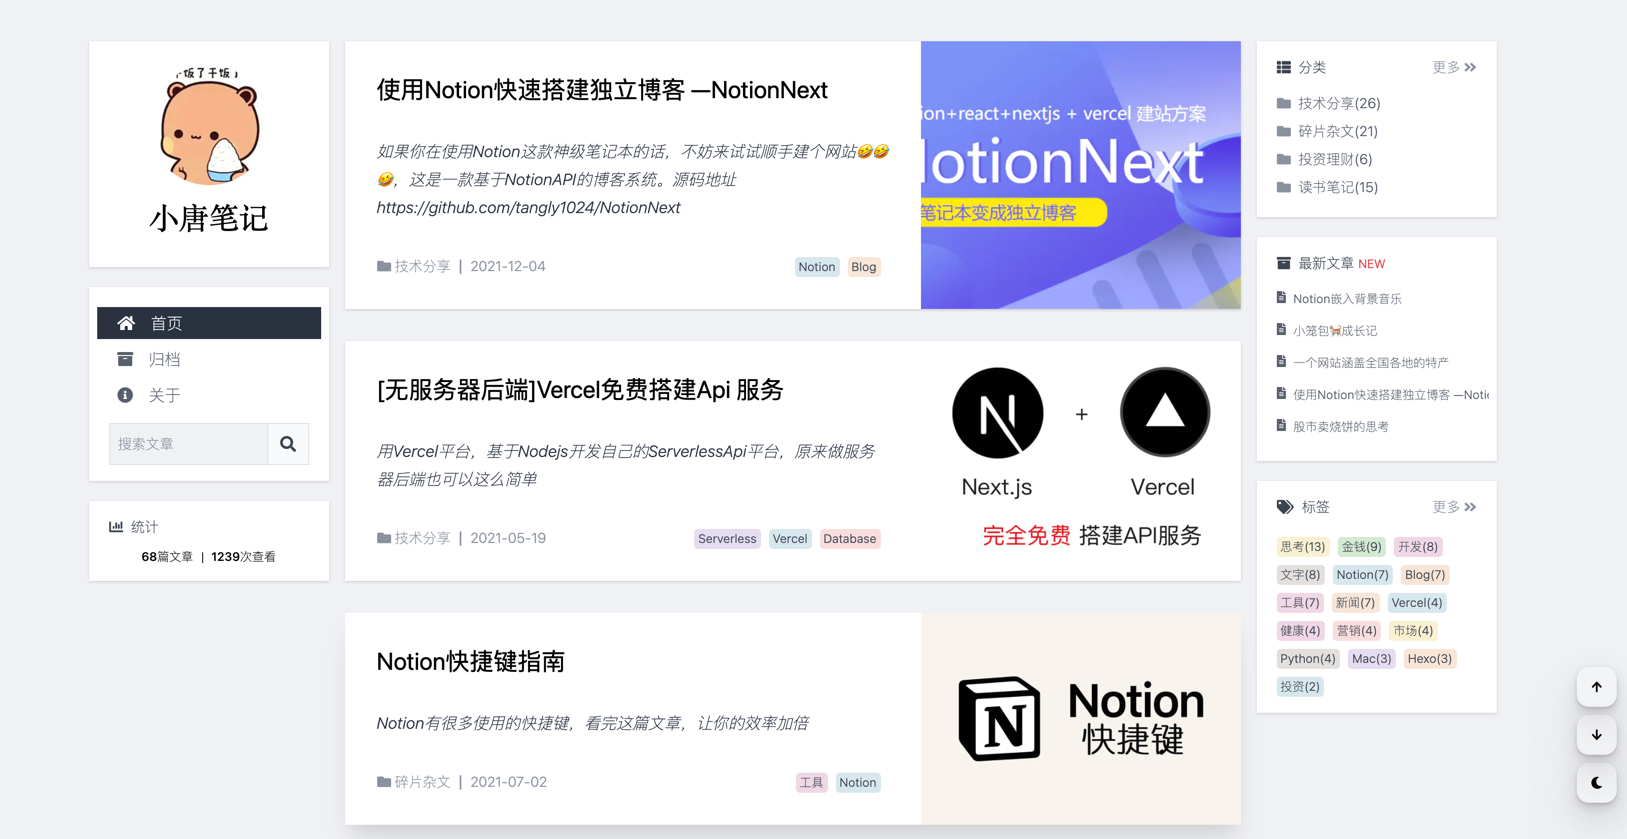 饭了干饭
小唐笔记
首页
归档
关于
搜索文章
统计
68篇文章 | 1239次查看
使用Notion快速搭建独立博客 —NotionNext
如果你在使用Notion这款神级笔记本的话，不妨来试试顺手建个网站🤣🤣
🤣，这是一款基于NotionAPI的博客系统。源码地址
https://github.com/tangly1024/NotionNext
技术分享 | 2021-12-04
Notion Blog
ion+react+nextjs + vercel 建站方案
lotionNext
笔记本变成独立博客
[无服务器后端]Vercel免费搭建Api 服务
用Vercel平台，基于Nodejs开发自己的ServerlessApi平台，原来做服务
器后端也可以这么简单
技术分享 | 2021-05-19
Serverless Vercel Database
N +
Next.js Vercel
完全免费 搭建API服务
Notion快捷键指南
Notion有很多使用的快捷键，看完这篇文章，让你的效率加倍
碎片杂文 | 2021-07-02
工具 Notion
N Notion
快捷键
分类 更多
技术分享(26)
碎片杂文(21)
投资理财(6)
读书笔记(15)
最新文章 NEW
Notion嵌入背景音乐
小笼包🐕成长记
一个网站涵盖全国各地的特产
使用Notion快速搭建独立博客 —Noti
股市卖烧饼的思考
标签 更多
思考(13) 金钱(9) 开发(8)
文字(8) Notion(7) Blog(7)
工具(7) 新闻(7) Vercel(4)
健康(4) 营销(4) 市场(4)
Python(4) Mac(3) Hexo(3)
投资(2)